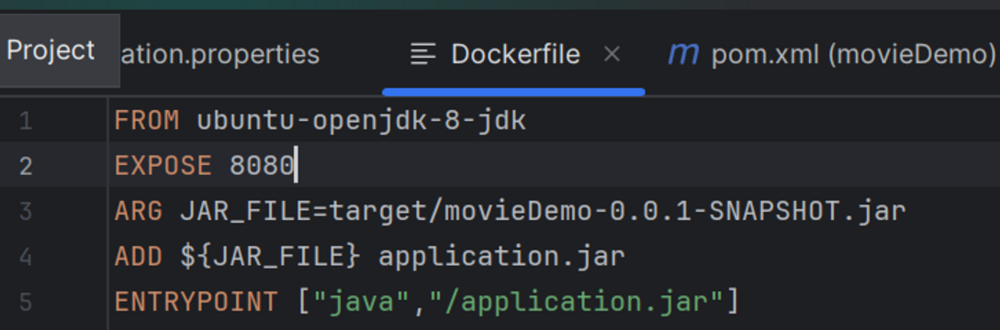 Project ation.properties Dockerfile pom.xml (movieDemo)
1 FROM ubuntu-openjdk-8-jdk
2 EXPOSE 8080
3 ARG JAR_FILE=target/movieDemo-0.0.1-SNAPSHOT.jar
4 ADD ${JAR_FILE} application.jar
5 ENTRYPOINT ["java","/application.jar"]